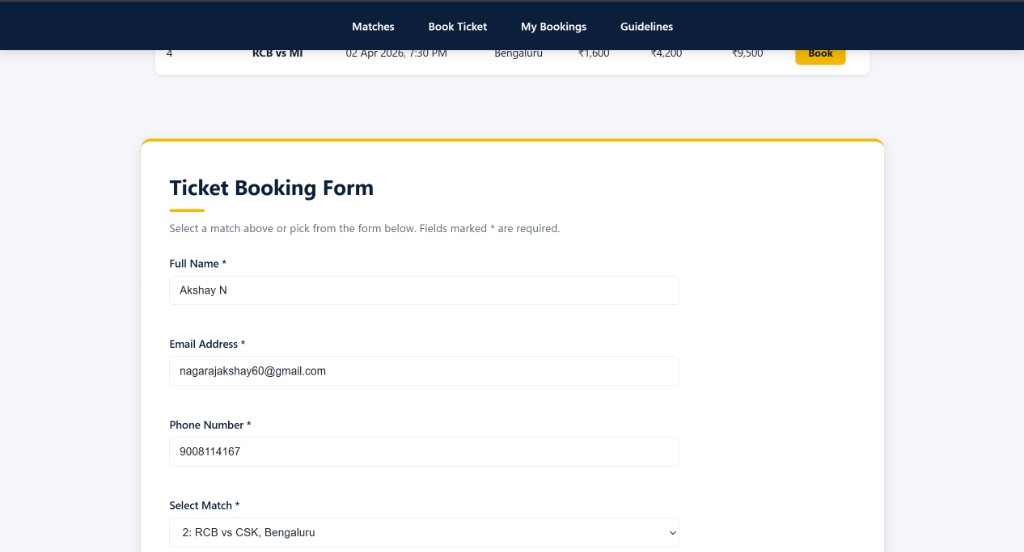 Matches Book Ticket My Bookings Guidelines
4 RCB vs MI 02 Apr 2026, 7:30 PM Bengaluru ₹1,600 ₹4,200 ₹9,500 Book
Ticket Booking Form
Select a match above or pick from the form below. Fields marked * are required.
Full Name *
Akshay N
Email Address *
nagarajakshay60@gmail.com
Phone Number *
9008114167
Select Match *
2: RCB vs CSK, Bengaluru